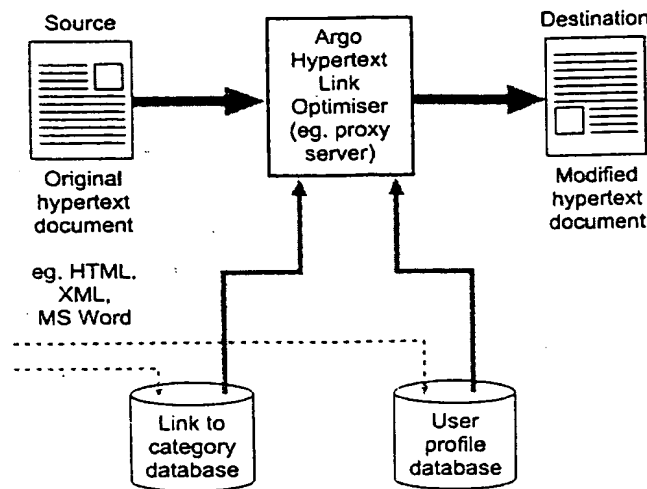 Source
Original
hypertext
document
eg. HTML.
XML,
MS Word
Argo
Hypertext
Link
Optimiser
(eg. proxy
server)
Destination
Modified
hypertext
document
Link to
category
database
User
profile
database